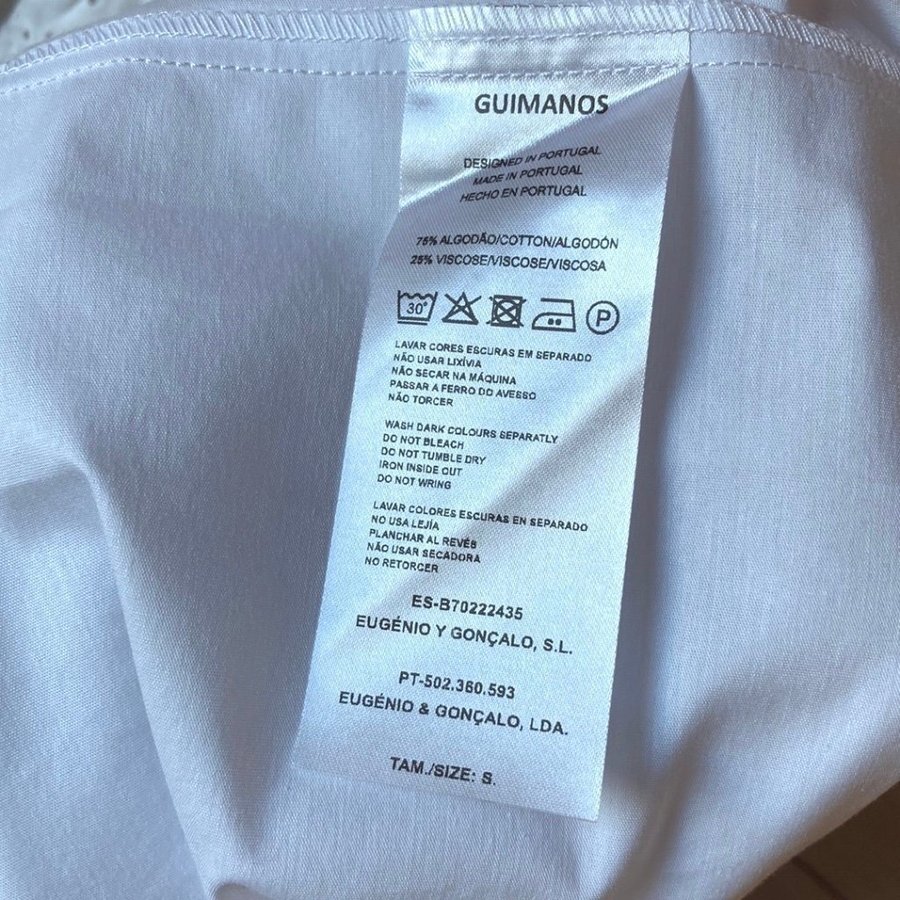 GUIMANOS
DESIGNED IN PORTUGAL
MADE IN PORTUGAL
HECHO EN PORTUGAL
75% ALGODÃO/COTTON/ALGODÓN
25% VISCOSE/VISCOSE/VISCOSA
30°
P
LAVAR CORES ESCURAS EM SEPARADO
NÃO USAR LIXÍVIA
NÃO SECAR NA MÁQUINA
PASSAR A FERRO DO AVESSO
NÃO TORCER
WASH DARK COLOURS SEPARATLY
DO NOT BLEACH
DO NOT TUMBLE DRY
IRON INSIDE OUT
DO NOT WRING
LAVAR COLORES ESCURAS EN SEPARADO
NO USA LEJÍA
PLANCHAR AL REVÉS
NÃO USAR SECADORA
NO RETORCER
ES-B70222435
EUGÉNIO Y GONÇALO, S.L.
PT-502.360.593
EUGÉNIO & GONÇALO, LDA.
TAM./SIZE: S.